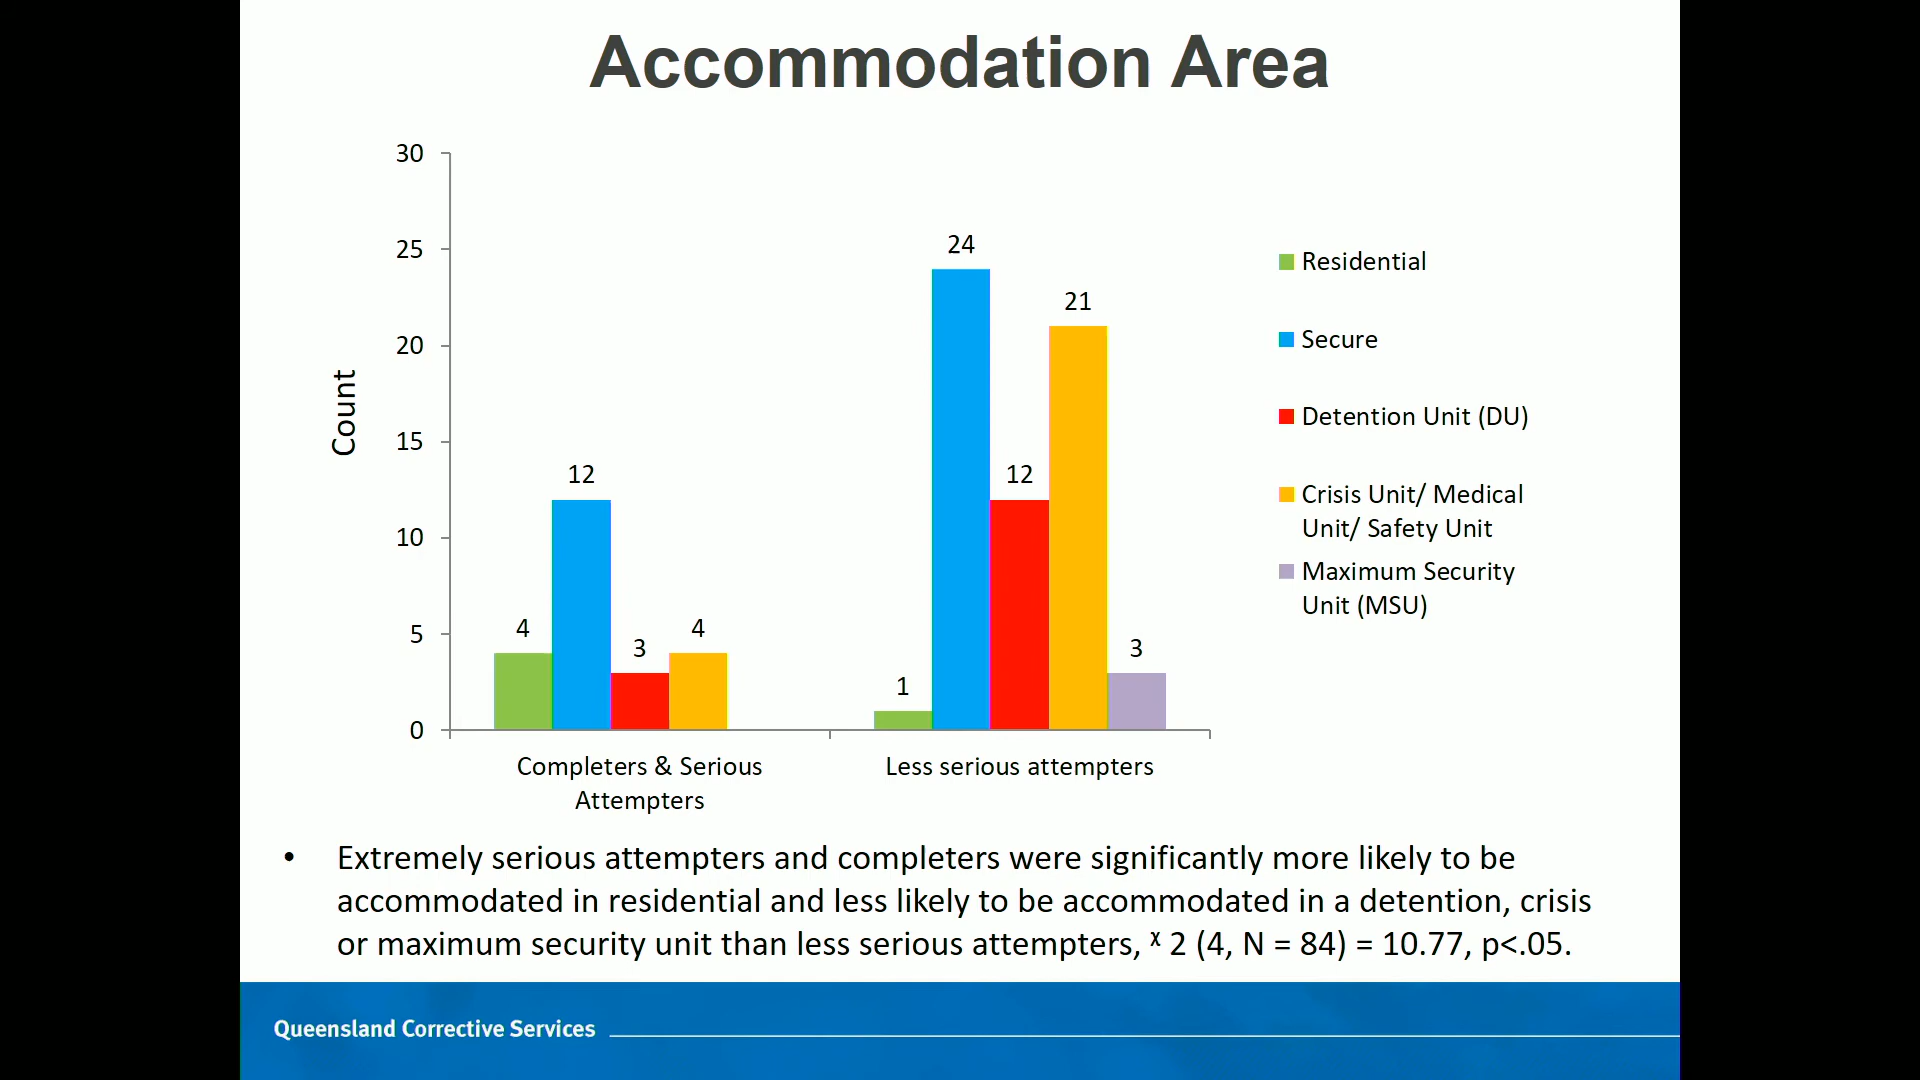 Accommodation Area
30
25
20
15
10
5
0
Count
4
12
3
4
1
24
12
21
3
Completers & Serious
Attempters
Less serious attempters
Residential
Secure
Detention Unit (DU)
Crisis Unit/ Medical
Unit/ Safety Unit
Maximum Security
Unit (MSU)
• Extremely serious attempters and completers were significantly more likely to be
accommodated in residential and less likely to be accommodated in a detention, crisis
or maximum security unit than less serious attempters, χ 2 (4, N = 84) = 10.77, p<.05.
Queensland Corrective Services